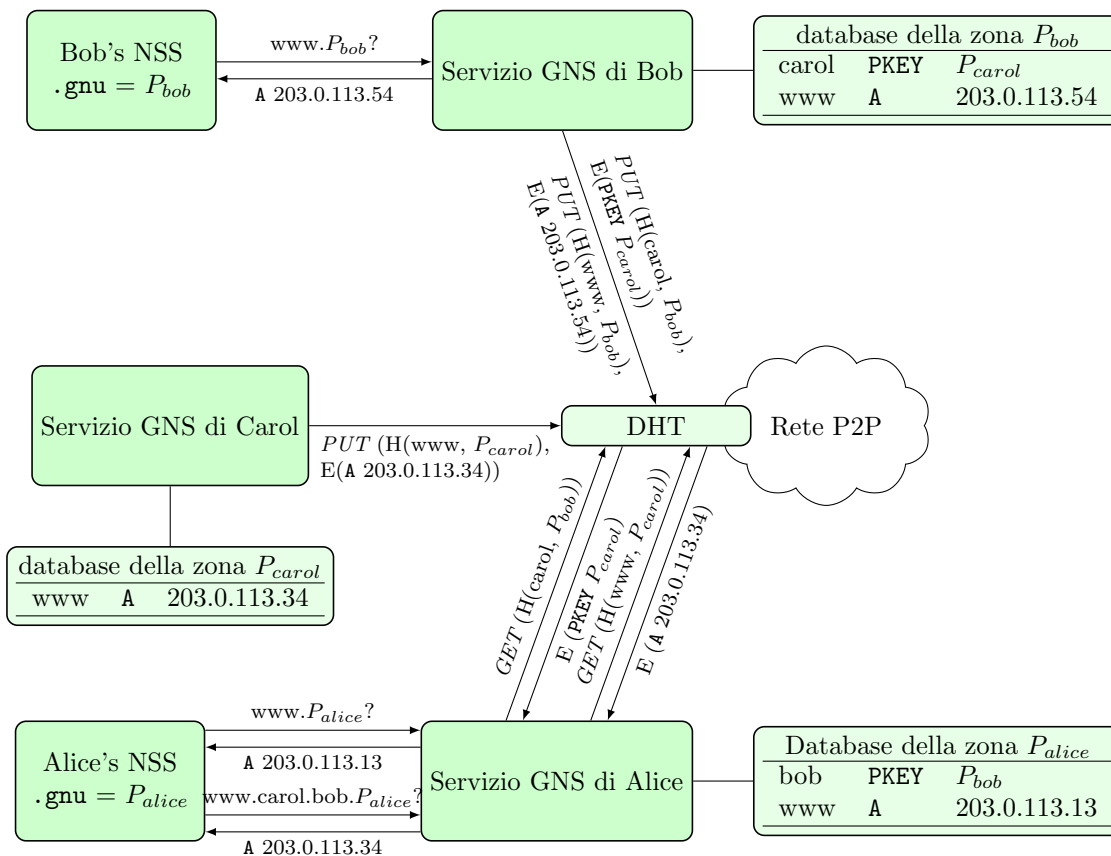 Bob's NSS
.gnu = P_bob
www.P_bob?
A 203.0.113.54
Servizio GNS di Bob
database della zona P_bob
carol PKEY P_carol
www A 203.0.113.54
PUT (H(carol, P_bob),
E(PKEY P_carol))
PUT (H(www, P_bob),
E(A 203.0.113.54))
Servizio GNS di Carol
PUT (H(www, P_carol),
E(A 203.0.113.34))
DHT
Rete P2P
database della zona P_carol
www A 203.0.113.34
GET (H(carol, P_bob))
E (PKEY P_carol)
GET (H(www, P_carol))
E (A 203.0.113.34)
Alice's NSS
.gnu = P_alice
www.P_alice?
A 203.0.113.13
www.carol.bob.P_alice?
A 203.0.113.34
Servizio GNS di Alice
Database della zona P_alice
bob PKEY P_bob
www A 203.0.113.13